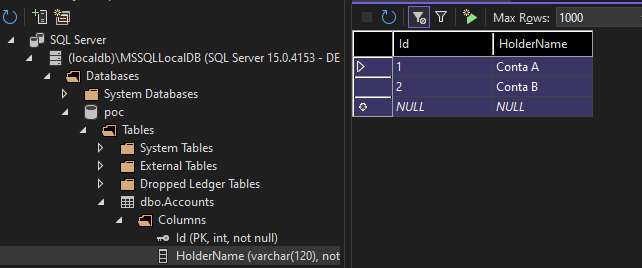 SQL Server
(localdb)\MSSQLLocalDB (SQL Server 15.0.4153 - DE
Databases
System Databases
poc
Tables
System Tables
External Tables
Dropped Ledger Tables
dbo.Accounts
Columns
Id (PK, int, not null)
HolderName (varchar(120), not
Max Rows: 1000
Id HolderName
1 Conta A
2 Conta B
NULL NULL